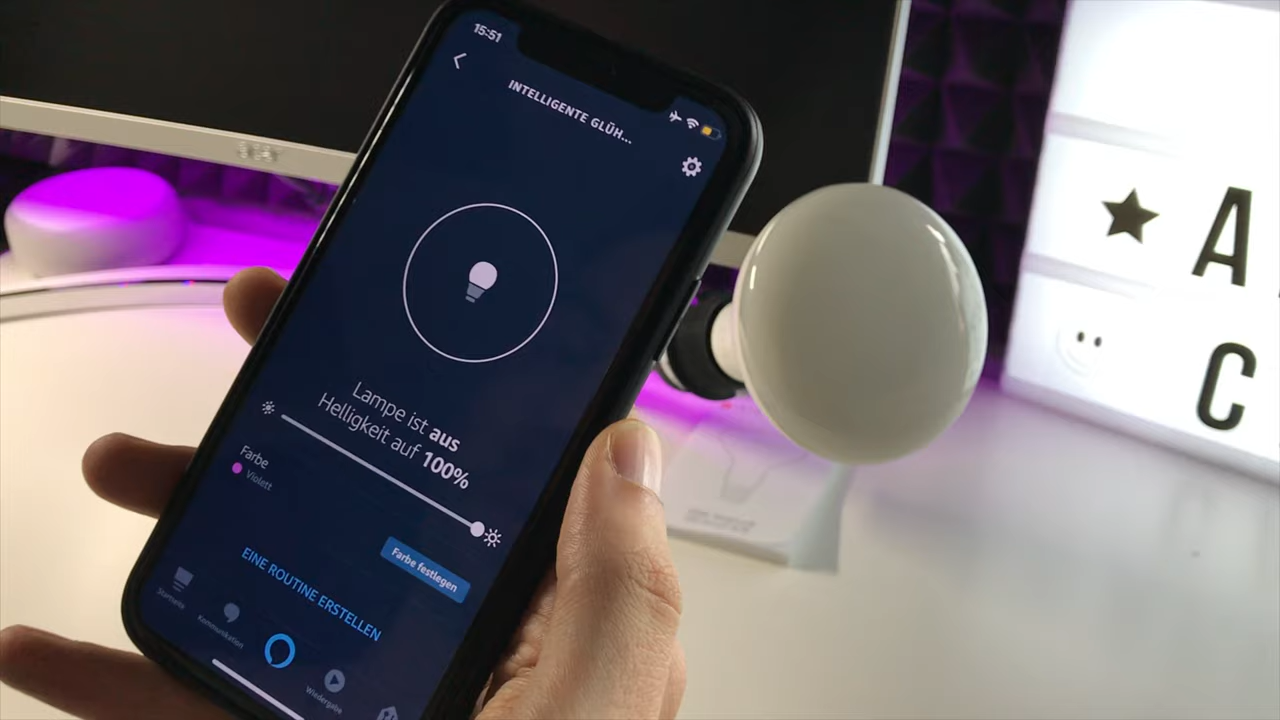 15:51
INTELLIGENTE GLÜH...
Lampe ist aus
Helligkeit auf 100%
Farbe
Violett
Farbe festlegen
EINE ROUTINE ERSTELLEN
Startseite
Kommunikation
Wiedergabe
A
C